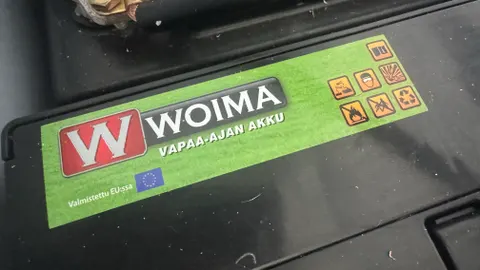 W WOIMA
VAPAA-AJAN AKKU
Valmistettu EU:ssa